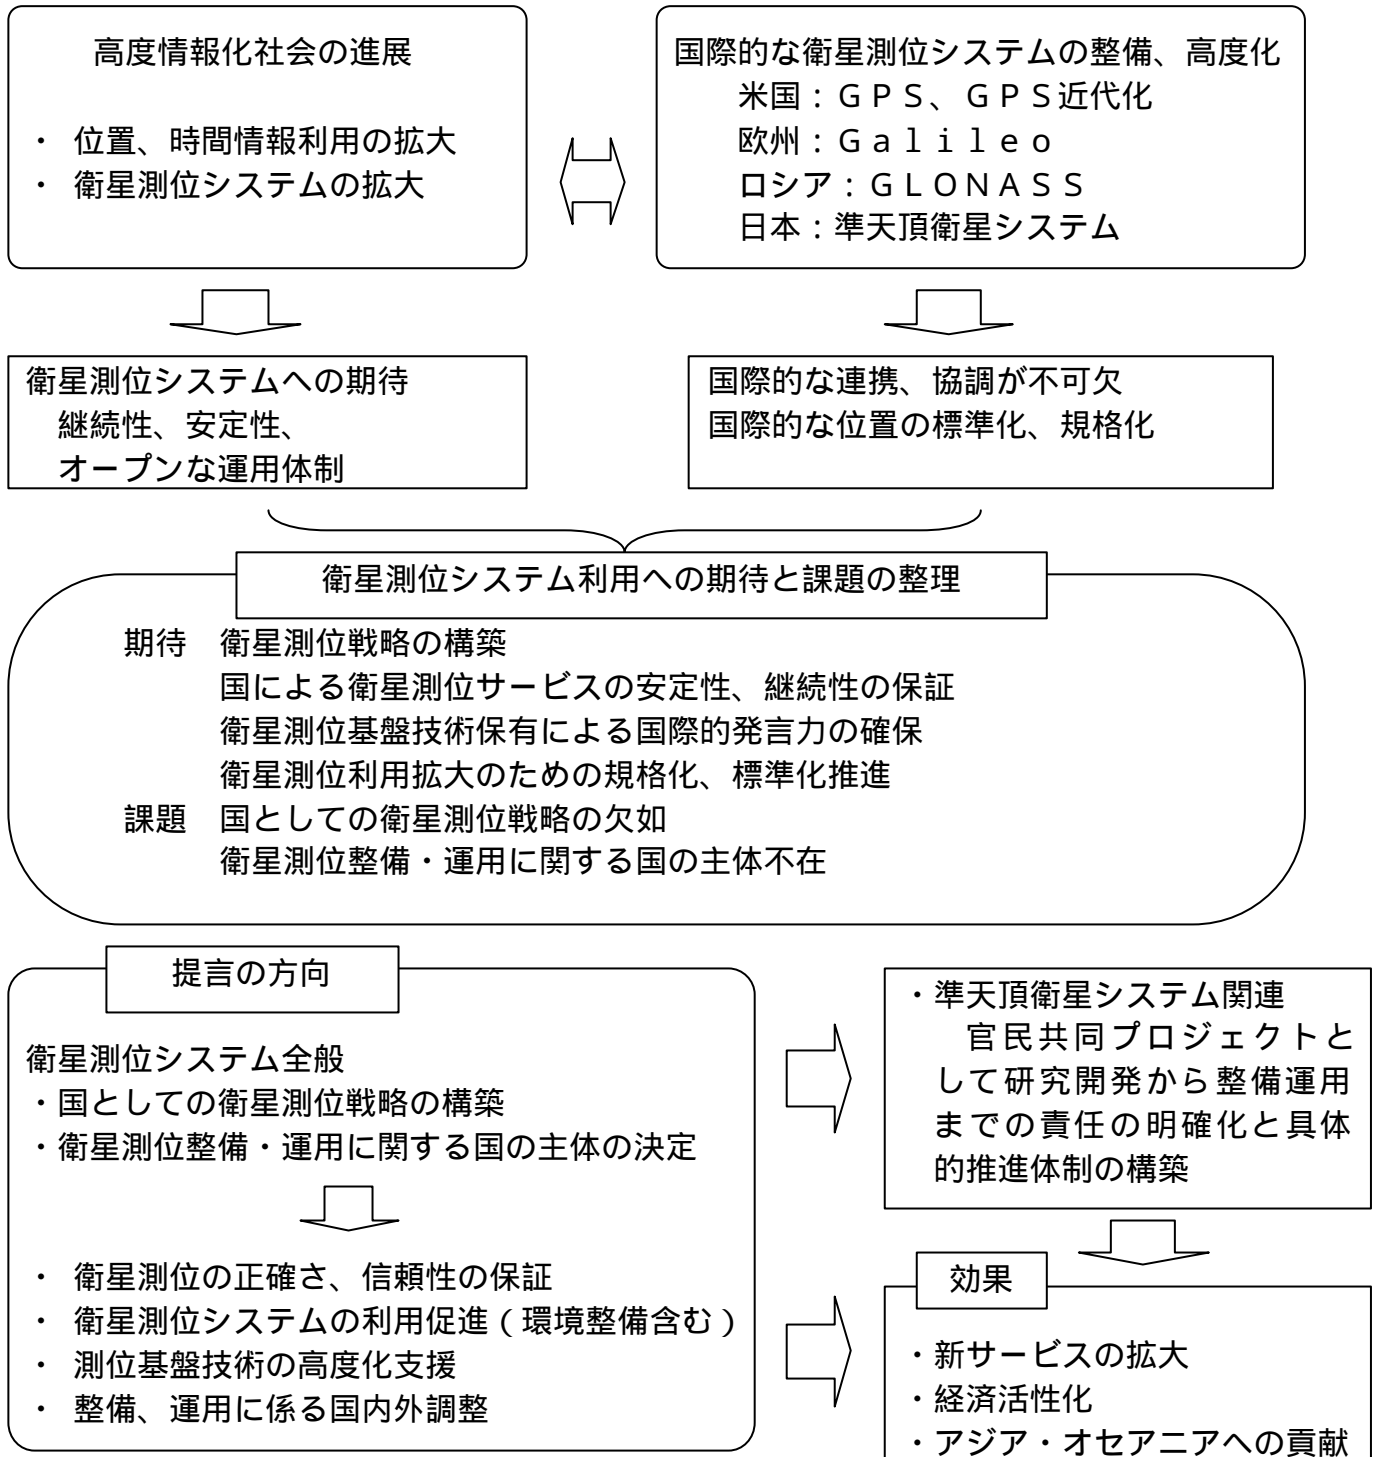 高度情報化社会の進展
・ 位置、時間情報利用の拡大
・ 衛星測位システムの拡大
国際的な衛星測位システムの整備、高度化
米国：ＧＰＳ、ＧＰＳ近代化
欧州：Ｇａｌｉｌｅｏ
ロシア：ＧＬＯＮＡＳＳ
日本：準天頂衛星システム
衛星測位システムへの期待
継続性、安定性、
オープンな運用体制
国際的な連携、協調が不可欠
国際的な位置の標準化、規格化
衛星測位システム利用への期待と課題の整理
期待 衛星測位戦略の構築
国による衛星測位サービスの安定性、継続性の保証
衛星測位基盤技術保有による国際的発言力の確保
衛星測位利用拡大のための規格化、標準化推進
課題 国としての衛星測位戦略の欠如
衛星測位整備・運用に関する国の主体不在
提言の方向
衛星測位システム全般
・国としての衛星測位戦略の構築
・衛星測位整備・運用に関する国の主体の決定
・ 衛星測位の正確さ、信頼性の保証
・ 衛星測位システムの利用促進（環境整備含む）
・ 測位基盤技術の高度化支援
・ 整備、運用に係る国内外調整
・準天頂衛星システム関連
官民共同プロジェクトと
して研究開発から整備運用
までの責任の明確化と具体
的推進体制の構築
効果
・新サービスの拡大
・経済活性化
・アジア・オセアニアへの貢献